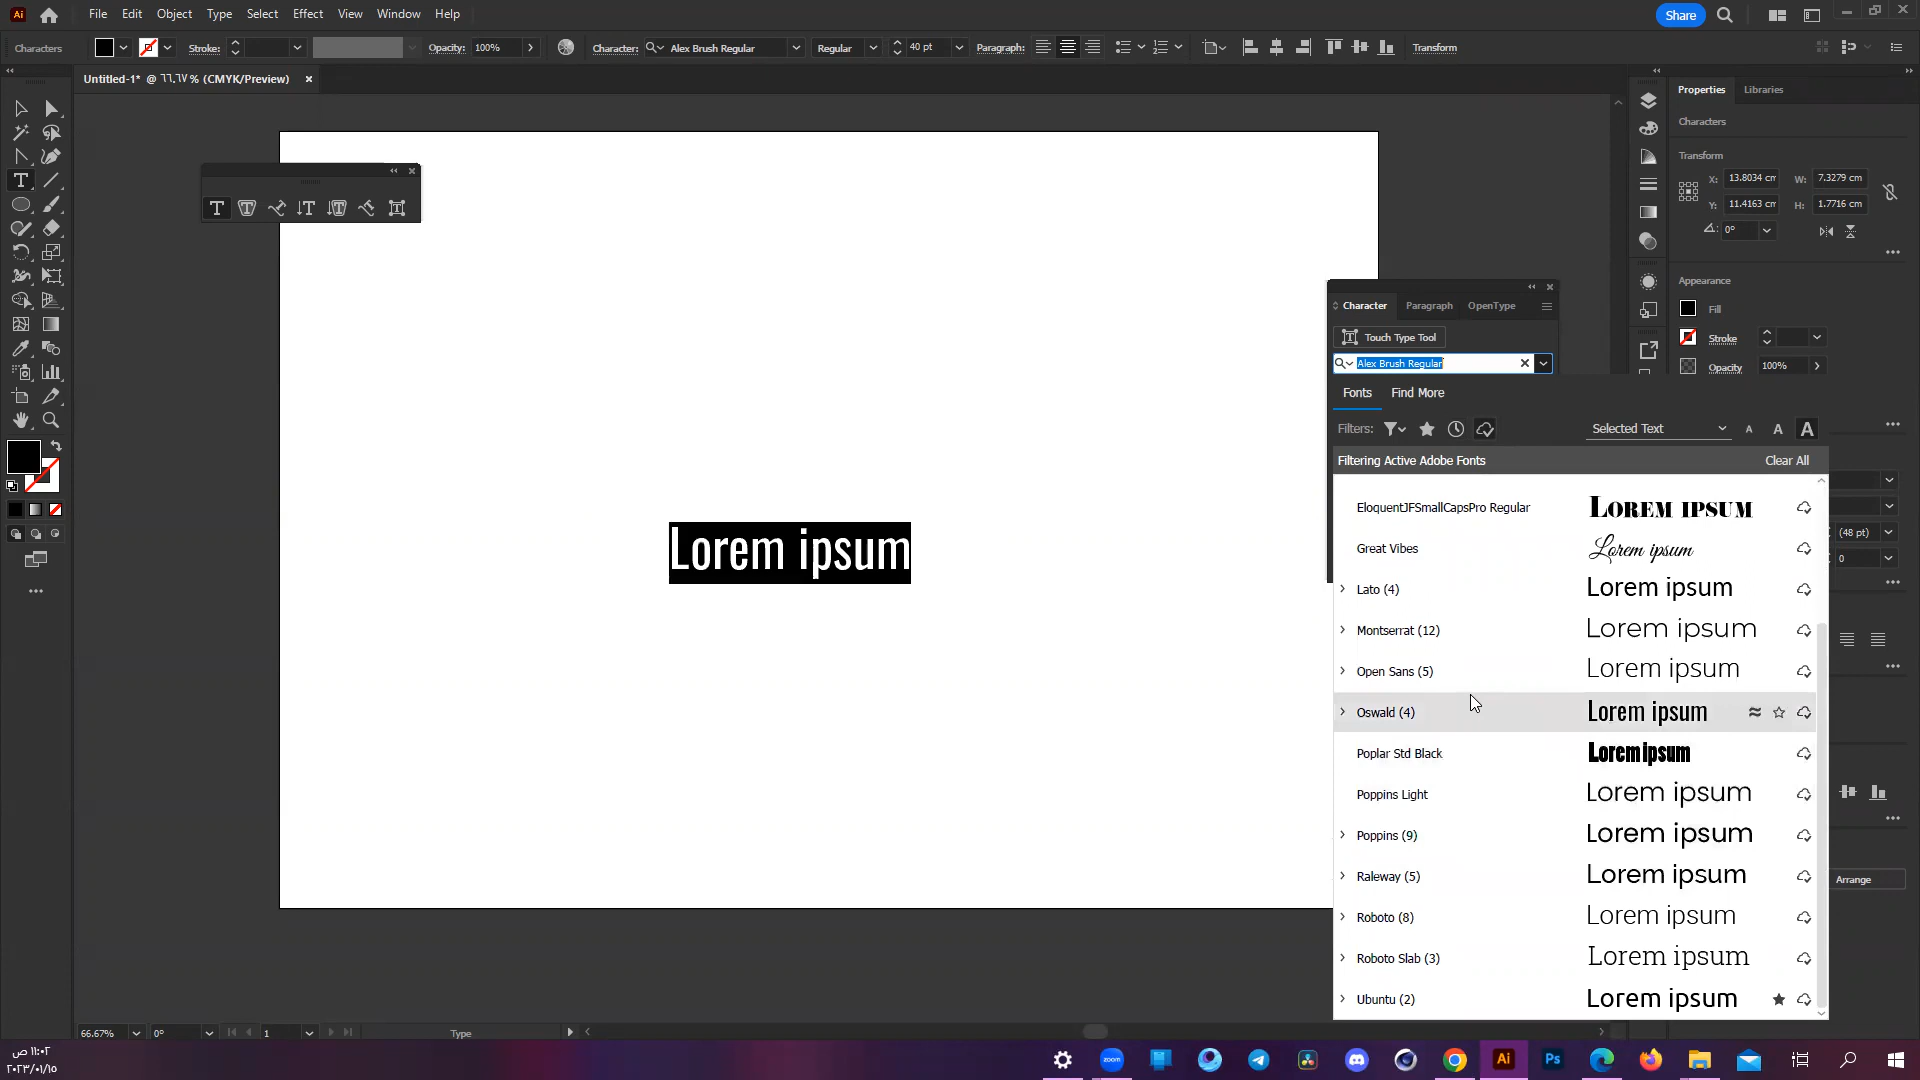 Ai File Edit Object Type Select Effect View Window Help Share
Characters Stroke: Opacity: 100% Character: Alex Brush Regular Regular 40 pt Paragraph: Transform
Untitled-1* @ ٦٦.٦٧ % (CMYK/Preview)
Properties Libraries
Characters
Transform
X: 13.8034 cm W: 7.3279 cm
Y: 11.4163 cm H: 1.7716 cm
0°
Appearance
Fill
Stroke
Opacity 100%
Character Paragraph OpenType
Touch Type Tool
Alex Brush Regular
Fonts Find More
Filters: Selected Text A A A
Filtering Active Adobe Fonts Clear All
EloquentJFSmallCapsPro Regular Lorem ipsum
Great Vibes Lorem ipsum
Lato (4) Lorem ipsum
Montserrat (12) Lorem ipsum
Open Sans (5) Lorem ipsum
Oswald (4) Lorem ipsum
Poplar Std Black Lorem ipsum
Poppins Light Lorem ipsum
Poppins (9) Lorem ipsum
Raleway (5) Lorem ipsum
Roboto (8) Lorem ipsum
Roboto Slab (3) Lorem ipsum
Ubuntu (2) Lorem ipsum
(48 pt)
0
Arrange
Lorem ipsum
66.67% 0° 1 Type
١١:٠٢ ص
٢٠٢٣/٠١/١٥
zoom Ai Ps